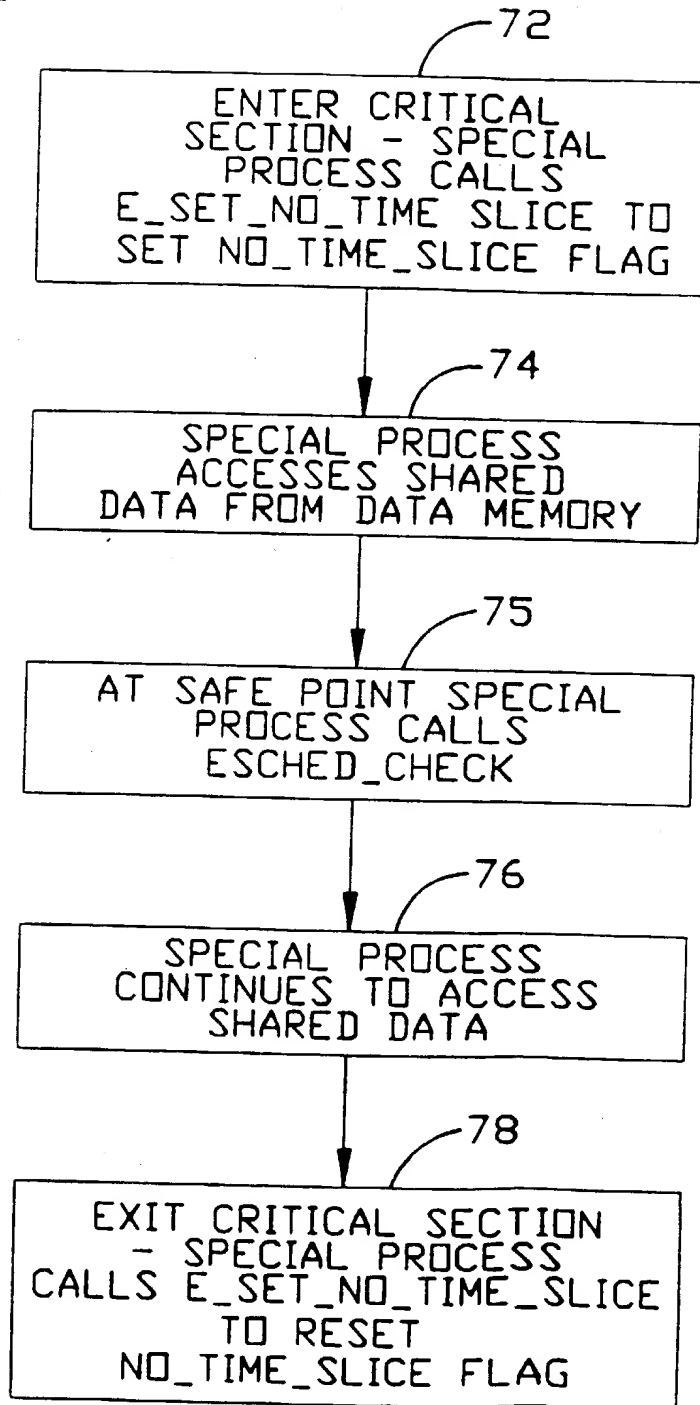 72
ENTER CRITICAL
SECTION - SPECIAL
PROCESS CALLS
E_SET_NO_TIME SLICE TO
SET NO_TIME_SLICE FLAG
74
SPECIAL PROCESS
ACCESSES SHARED
DATA FROM DATA MEMORY
75
AT SAFE POINT SPECIAL
PROCESS CALLS
ESCHED_CHECK
76
SPECIAL PROCESS
CONTINUES TO ACCESS
SHARED DATA
78
EXIT CRITICAL SECTION
- SPECIAL PROCESS
CALLS E_SET_NO_TIME_SLICE
TO RESET
NO_TIME_SLICE FLAG